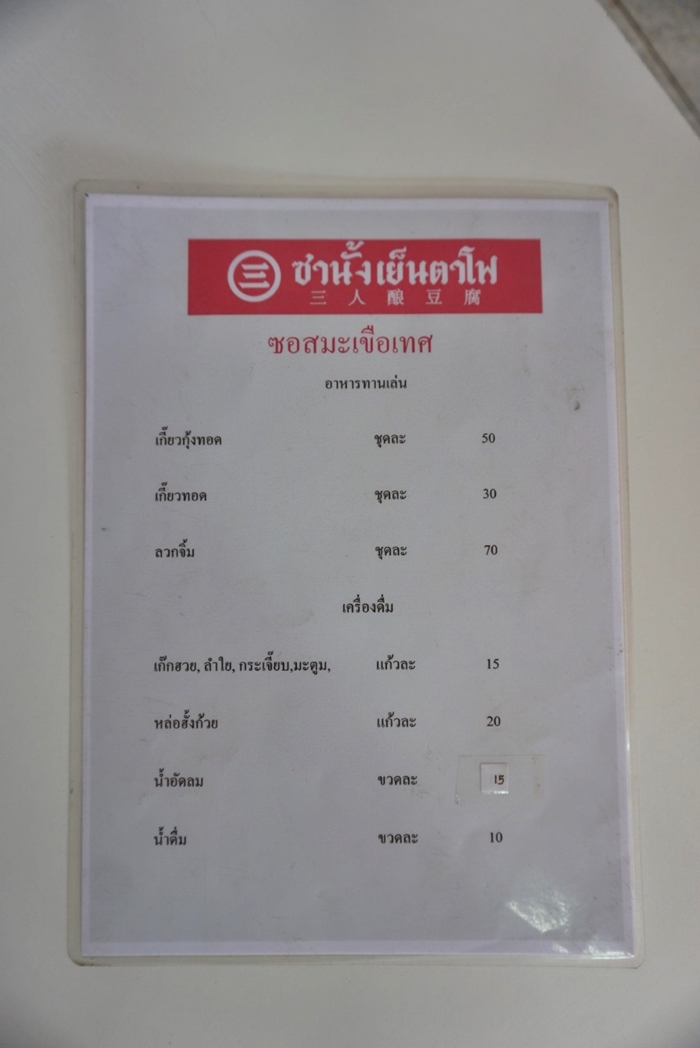 三 ซานั้งเย็นตาโฟ
三人酿豆腐
ซอสมะเขือเทศ
อาหารทานเล่น
เกี๊ยวกุ้งทอด ชุดละ 50
เกี๊ยวทอด ชุดละ 30
ลวกจิ้ม ชุดละ 70
เครื่องดื่ม
เก๊กฮวย, ลำใย, กระเจี๊ยบ,มะตูม, แก้วละ 15
หล่อฮั้งก้วย แก้วละ 20
น้ำอัดลม ขวดละ 15
น้ำดื่ม ขวดละ 10